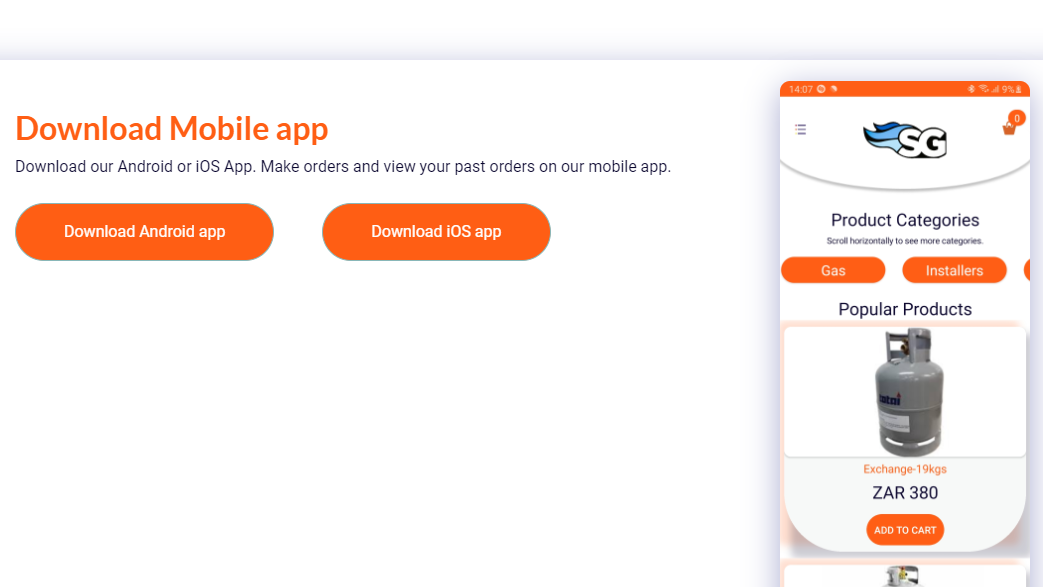 Download Mobile app
Download our Android or iOS App. Make orders and view your past orders on our mobile app.
Download Android app
Download iOS app
14:07
9%
0
SG
Product Categories
Scroll horizontally to see more categories.
Gas
Installers
Popular Products
Exchange-19kgs
ZAR 380
ADD TO CART